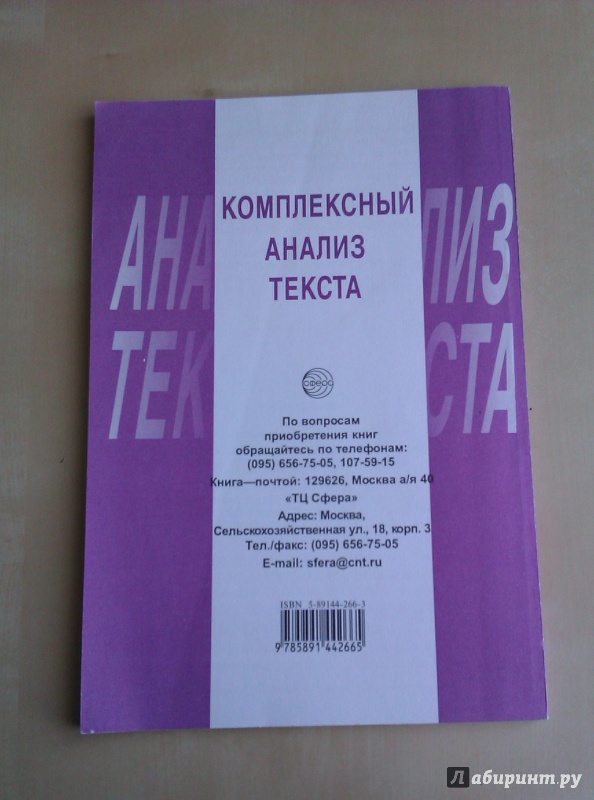 КОМПЛЕКСНЫЙ
АНАЛИЗ
ТЕКСТА
АНА ЛИЗ
ТЕК СТА
сфера
По вопросам
приобретения книг
обращайтесь по телефонам:
(095) 656-75-05, 107-59-15
Книга—почтой: 129626, Москва а/я 40
«ТЦ Сфера»
Адрес: Москва,
Сельскохозяйственная ул., 18, корп. 3
Тел./факс: (095) 656-75-05
E-mail: sfera@cnt.ru
ISBN 5-89144-266-3
9 785891 442665
Лабиринт.ру